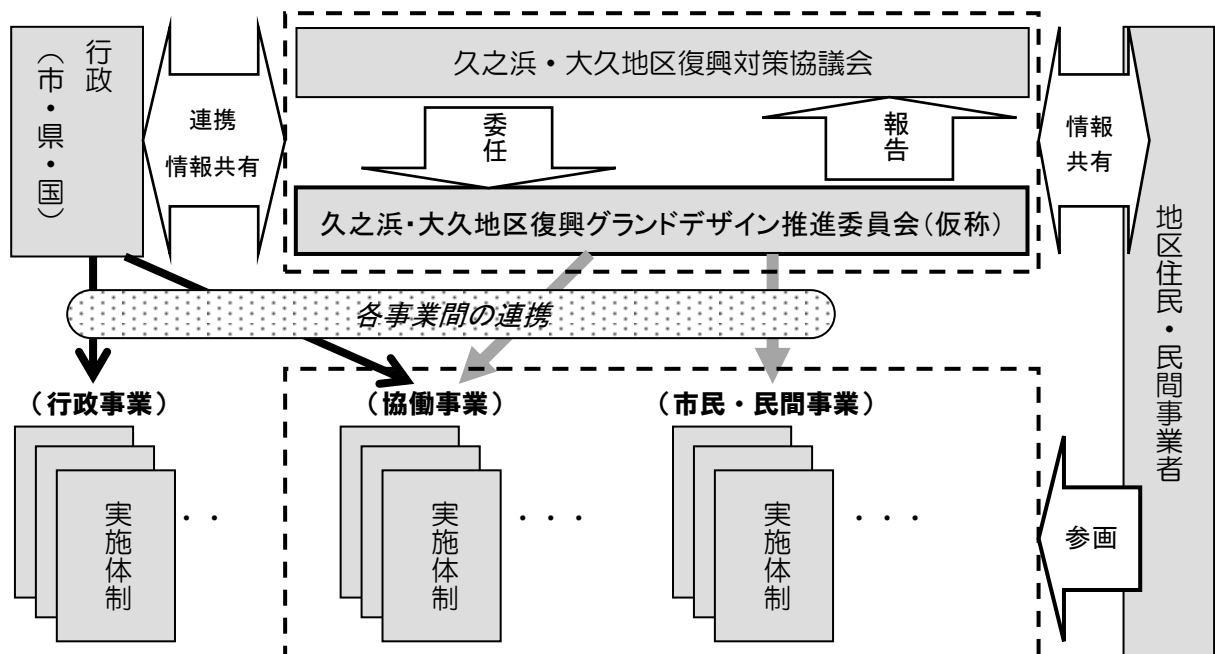 行政
（市・県・国）
連携
情報共有
久之浜・大久地区復興対策協議会
委任
報告
久之浜・大久地区復興グランドデザイン推進委員会（仮称）
情報
共有
地区住民・民間事業者
各事業間の連携
（行政事業）
（協働事業）
（市民・民間事業）
実施体制
・・
実施体制
・・・
実施体制
・・・
参画